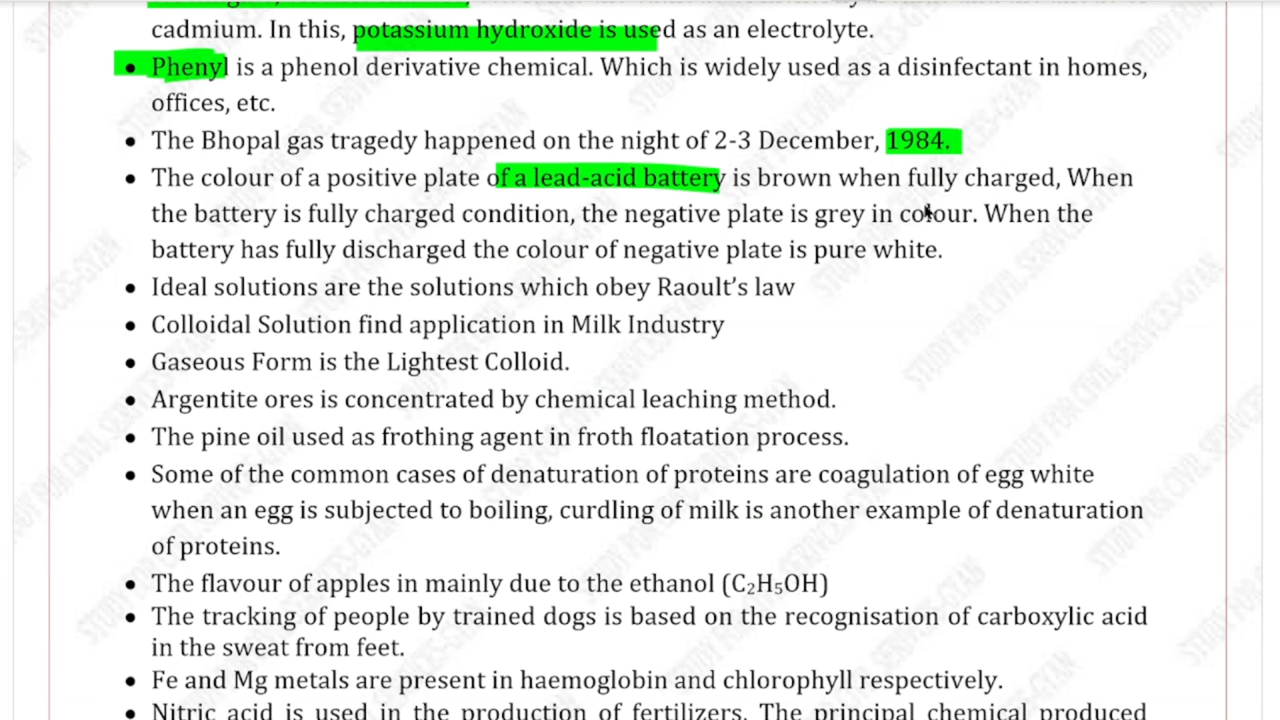 cadmium. In this, potassium hydroxide is used as an electrolyte.
• Phenyl is a phenol derivative chemical. Which is widely used as a disinfectant in homes,
offices, etc.
• The Bhopal gas tragedy happened on the night of 2-3 December, 1984.
• The colour of a positive plate of a lead-acid battery is brown when fully charged, When
the battery is fully charged condition, the negative plate is grey in colour. When the
battery has fully discharged the colour of negative plate is pure white.
• Ideal solutions are the solutions which obey Raoult’s law
• Colloidal Solution find application in Milk Industry
• Gaseous Form is the Lightest Colloid.
• Argentite ores is concentrated by chemical leaching method.
• The pine oil used as frothing agent in froth floatation process.
• Some of the common cases of denaturation of proteins are coagulation of egg white
when an egg is subjected to boiling, curdling of milk is another example of denaturation
of proteins.
• The flavour of apples in mainly due to the ethanol (C₂H₅OH)
• The tracking of people by trained dogs is based on the recognisation of carboxylic acid
in the sweat from feet.
• Fe and Mg metals are present in haemoglobin and chlorophyll respectively.
• Nitric acid is used in the production of fertilizers. The principal chemical produced